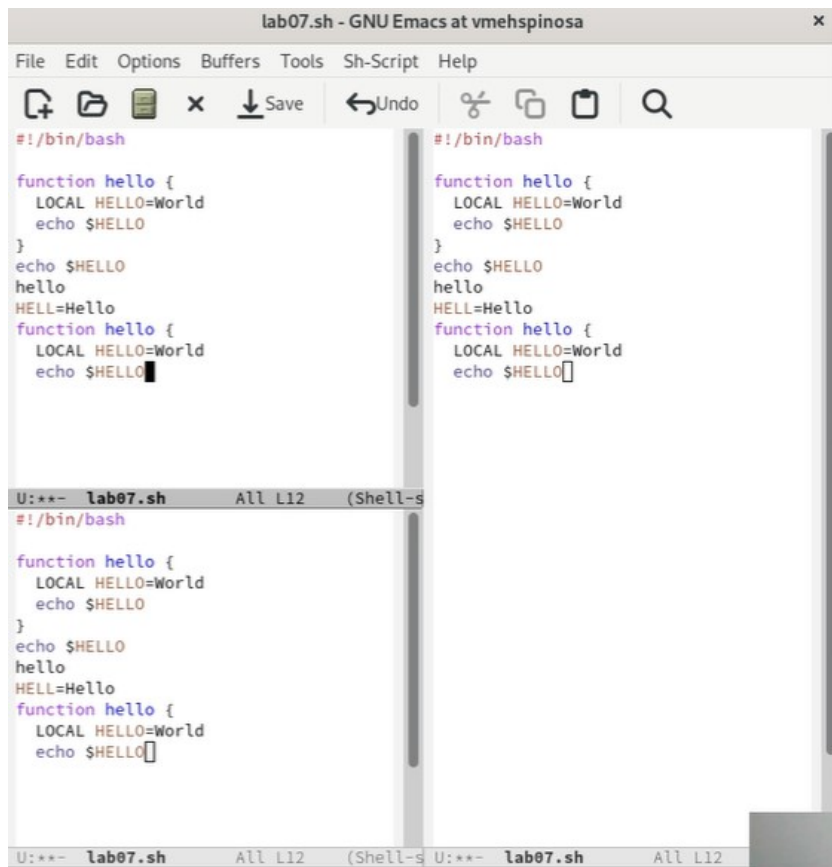 lab07.sh - GNU Emacs at vmehspinosa
File Edit Options Buffers Tools Sh-Script Help
Save Undo
#!/bin/bash
function hello {
LOCAL HELLO=World
echo $HELLO
}
echo $HELLO
hello
HELL=Hello
function hello {
LOCAL HELLO=World
echo $HELLO
U:**- lab07.sh All L12 (Shell-s
#!/bin/bash
function hello {
LOCAL HELLO=World
echo $HELLO
}
echo $HELLO
hello
HELL=Hello
function hello {
LOCAL HELLO=World
echo $HELLO
U:**- lab07.sh All L12 (Shell-s
#!/bin/bash
function hello {
LOCAL HELLO=World
echo $HELLO
}
echo $HELLO
hello
HELL=Hello
function hello {
LOCAL HELLO=World
echo $HELLO
U:**- lab07.sh All L12